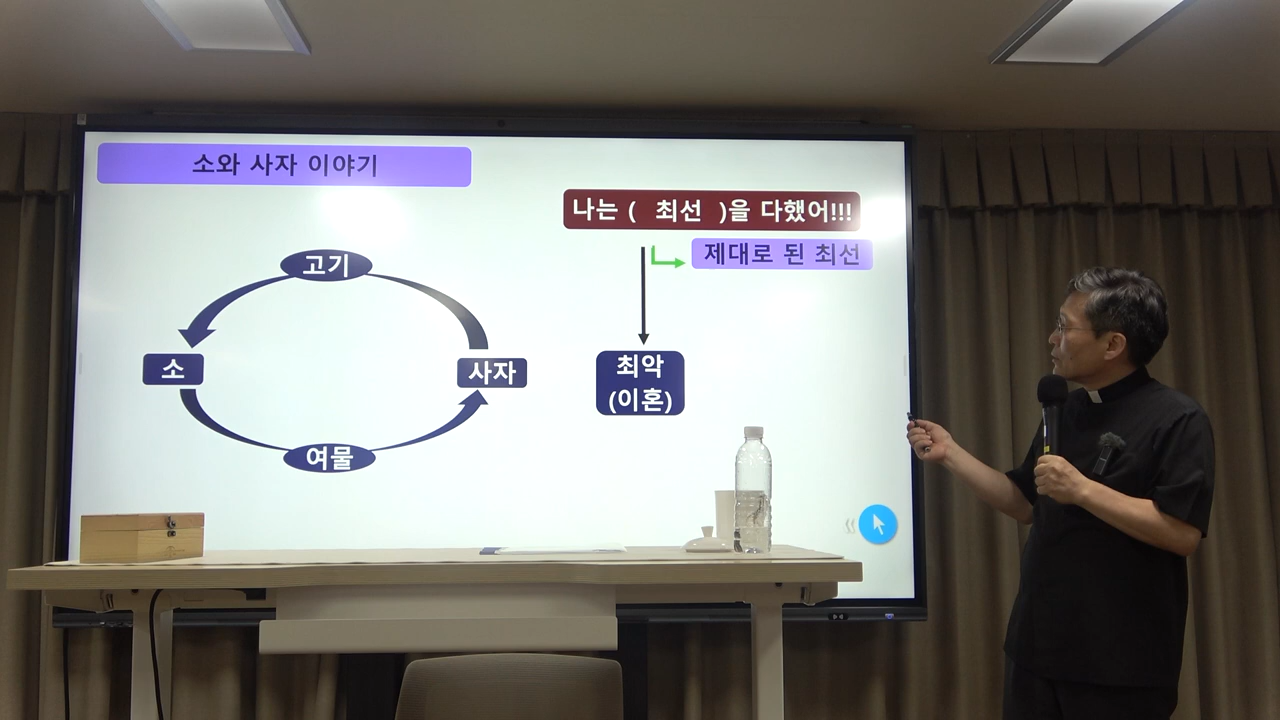 소와 사자 이야기
나는 ( 최선 )을 다했어!!!
제대로 된 최선
고기
소
사자
여물
최악
(이혼)